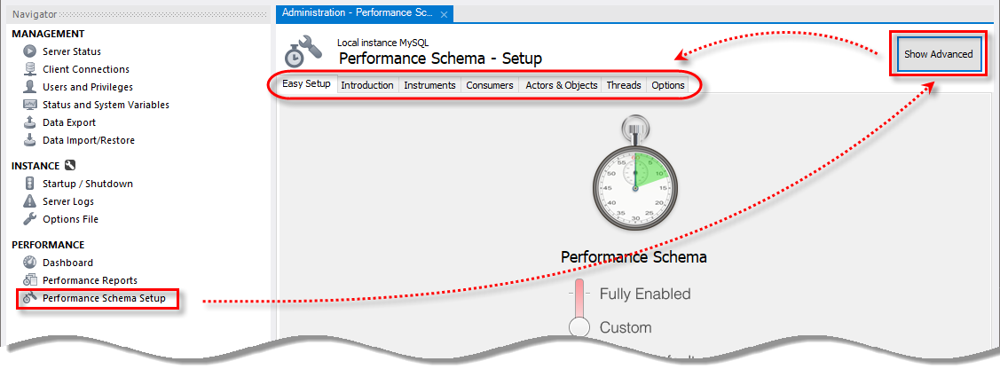 Navigator
MANAGEMENT
Server Status
Client Connections
Users and Privileges
Status and System Variables
Data Export
Data Import/Restore
INSTANCE
Startup / Shutdown
Server Logs
Options File
PERFORMANCE
Dashboard
Performance Reports
Performance Schema Setup
Administration - Performance Sc...
Local instance MySQL
Performance Schema - Setup
Show Advanced
Easy Setup Introduction Instruments Consumers Actors & Objects Threads Options
55 5
50 10
45 15
40 20
35 25
30
Performance Schema
Fully Enabled
Custom